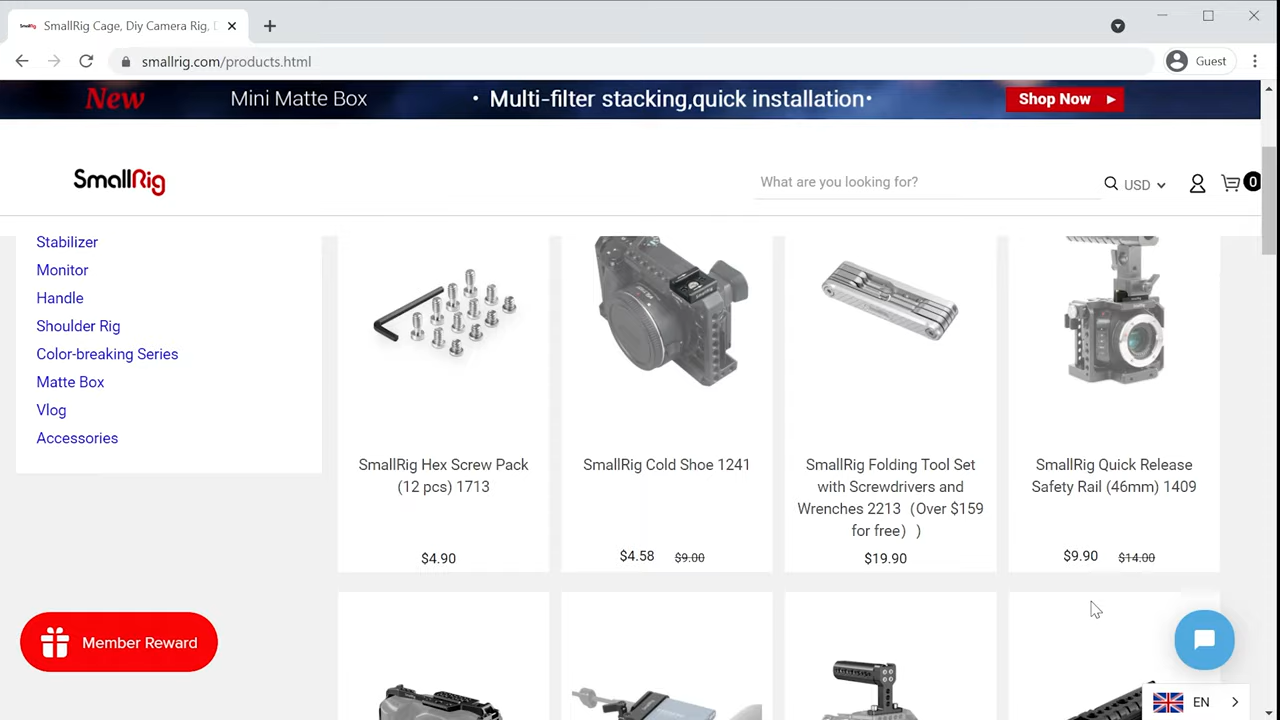 SmallRig Cage, Diy Camera Rig, D
smallrig.com/products.html
Guest
New
Mini Matte Box
• Multi-filter stacking,quick installation•
Shop Now
SmallRig
What are you looking for?
USD
0
Stabilizer
Monitor
Handle
Shoulder Rig
Color-breaking Series
Matte Box
Vlog
Accessories
SmallRig Hex Screw Pack
(12 pcs) 1713
$4.90
SmallRig Cold Shoe 1241
$4.58 $9.00
SmallRig Folding Tool Set
with Screwdrivers and
Wrenches 2213（Over $159
for free））
$19.90
SmallRig Quick Release
Safety Rail (46mm) 1409
$9.90 $14.00
Member Reward
EN